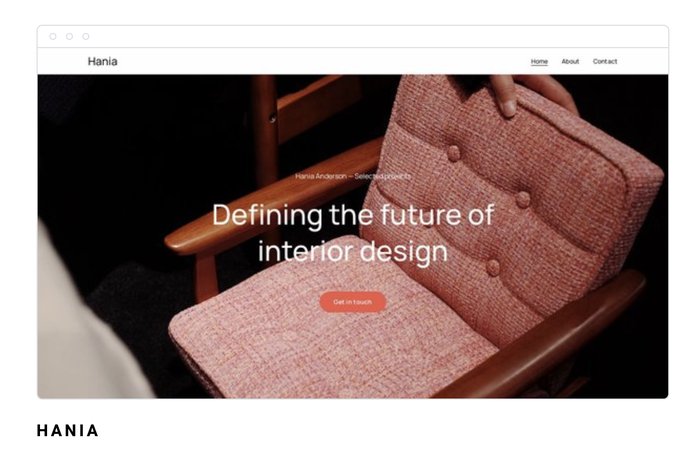 Hania
Home About Contact
Hania Anderson — Selected projects
Defining the future of
interior design
Get in touch
HANIA